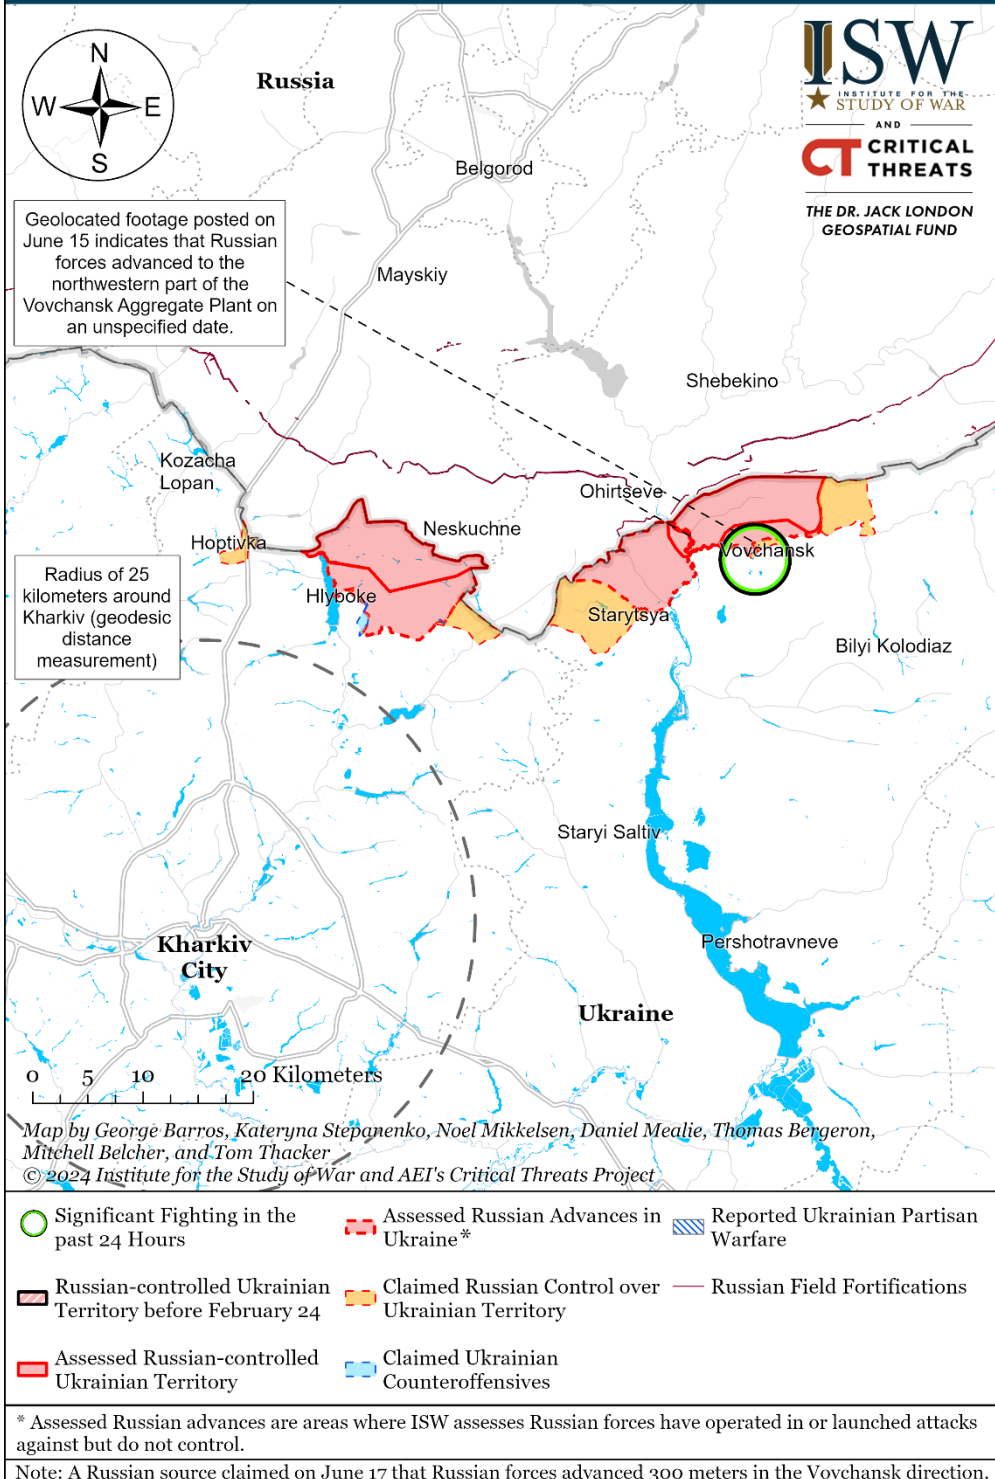 N
W
E
S
Russia
ISW
INSTITUTE FOR THE
STUDY OF WAR
AND
CT CRITICAL
THREATS
THE DR. JACK LONDON
GEOSPATIAL FUND
Belgorod
Geolocated footage posted on
June 15 indicates that Russian
forces advanced to the
northwestern part of the
Vovchansk Aggregate Plant on
an unspecified date.
Mayskiy
Shebekino
Kozacha
Lopan
Ohirtseve
Neskuchne
Hoptivka
Vovchansk
Radius of 25
kilometers around
Kharkiv (geodesic
distance
measurement)
Hlyboke
Starytsya
Bilyi Kolodiaz
Staryi Saltiv
Pershotravneve
Kharkiv
City
Ukraine
0 5 10 20 Kilometers
Map by George Barros, Kateryna Stepanenko, Noel Mikkelsen, Daniel Mealie, Thomas Bergeron,
Mitchell Belcher, and Tom Thacker
© 2024 Institute for the Study of War and AEI's Critical Threats Project
Significant Fighting in the
past 24 Hours
Assessed Russian Advances in
Ukraine*
Reported Ukrainian Partisan
Warfare
Russian-controlled Ukrainian
Territory before February 24
Claimed Russian Control over
Ukrainian Territory
Russian Field Fortifications
Assessed Russian-controlled
Ukrainian Territory
Claimed Ukrainian
Counteroffensives
* Assessed Russian advances are areas where ISW assesses Russian forces have operated in or launched attacks
against but do not control.
Note: A Russian source claimed on June 17 that Russian forces advanced 300 meters in the Vovchansk direction.